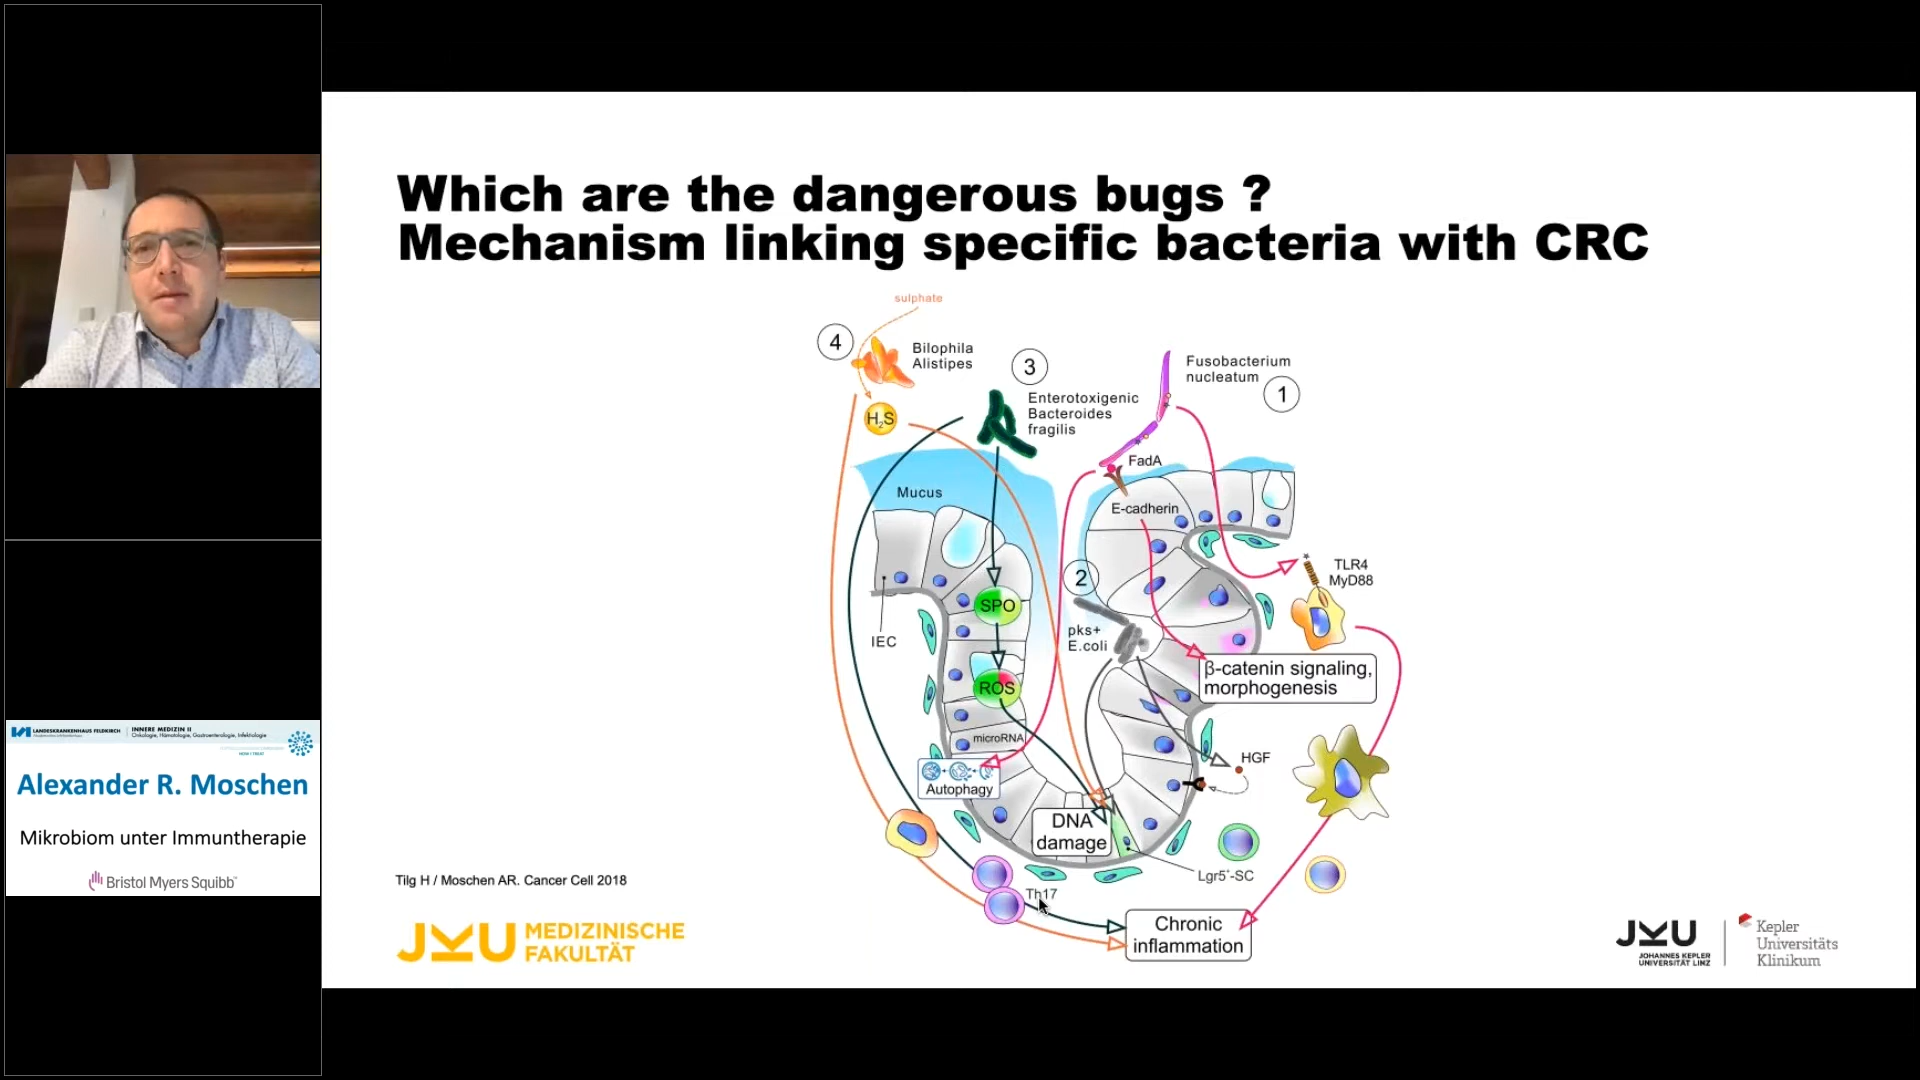 Which are the dangerous bugs ?
Mechanism linking specific bacteria with CRC
sulphate
4
Bilophila
Alistipes
H₂S
3
Enterotoxigenic
Bacteroides
fragilis
Fusobacterium
nucleatum
1
FadA
Mucus
E-cadherin
TLR4
MyD88
2
SPO
pks+
E.coli
IEC
β-catenin signaling,
morphogenesis
ROS
microRNA
HGF
Autophagy
DNA
damage
Lgr5⁺-SC
Th17
Chronic
inflammation
Tilg H / Moschen AR. Cancer Cell 2018
JKU MEDIZINISCHE
FAKULTÄT
JKU
JOHANNES KEPLER
UNIVERSITÄT LINZ
Kepler
Universitäts
Klinikum
LANDESKRANKENHAUS FELDKIRCH
INNERE MEDIZIN II
Onkologie, Hämatologie, Gastroenterologie, Infektiologie
Alexander R. Moschen
Mikrobiom unter Immuntherapie
Bristol Myers Squibb™